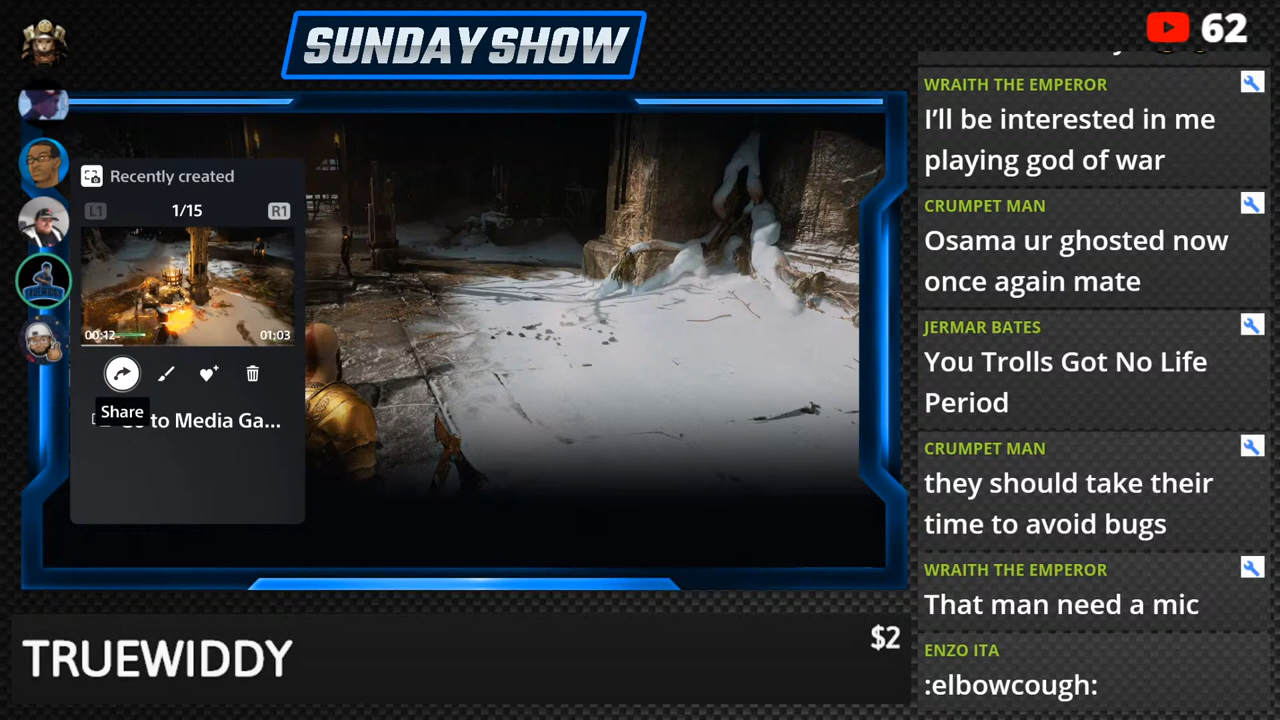 SUNDAY SHOW
62
Recently created
L1
1/15
R1
00:12
01:03
Share
to Media Ga...
TRUEWIDDY
$2
WRAITH THE EMPEROR
I'll be interested in me
playing god of war
CRUMPET MAN
Osama ur ghosted now
once again mate
JERMAR BATES
You Trolls Got No Life
Period
CRUMPET MAN
they should take their
time to avoid bugs
WRAITH THE EMPEROR
That man need a mic
ENZO ITA
:elbowcough: